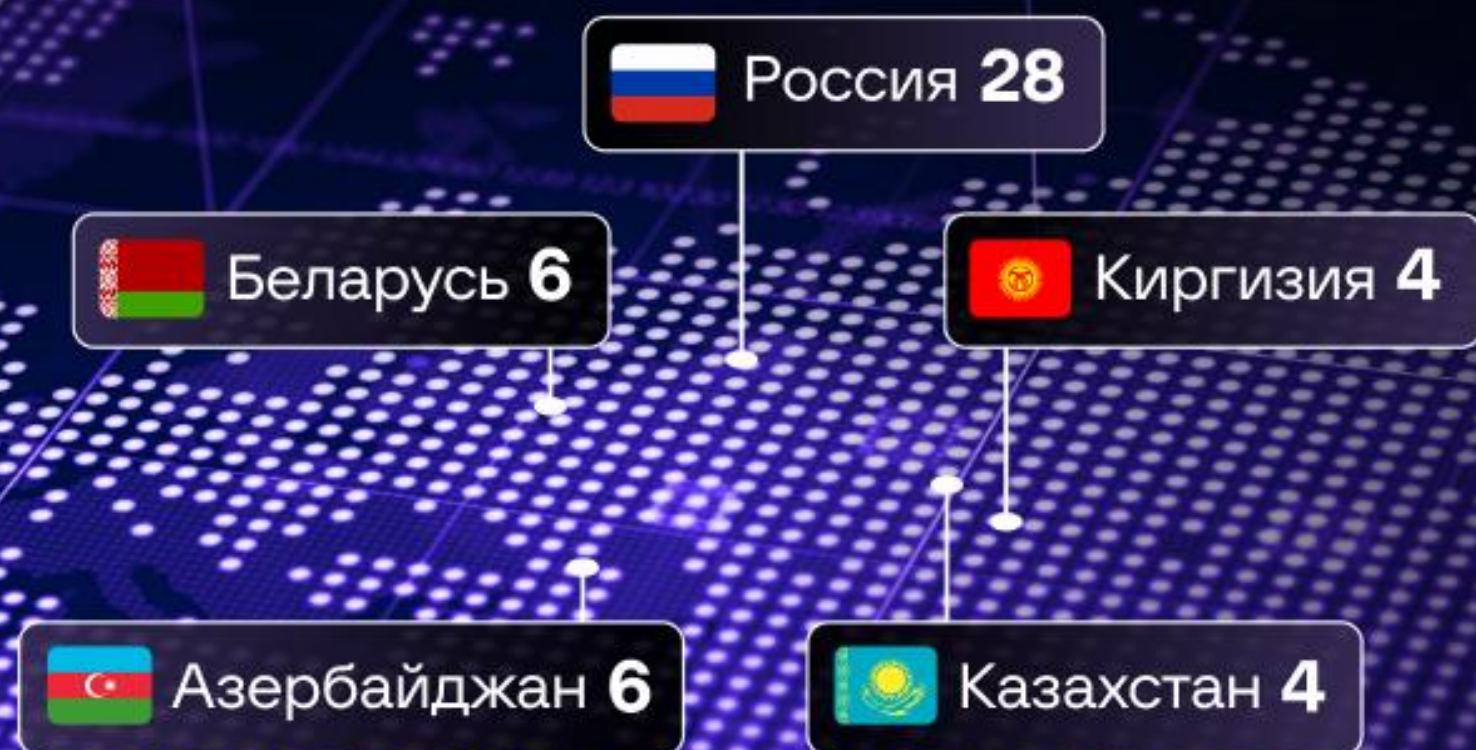 Россия 28
Беларусь 6
Киргизия 4
Азербайджан 6
Казахстан 4